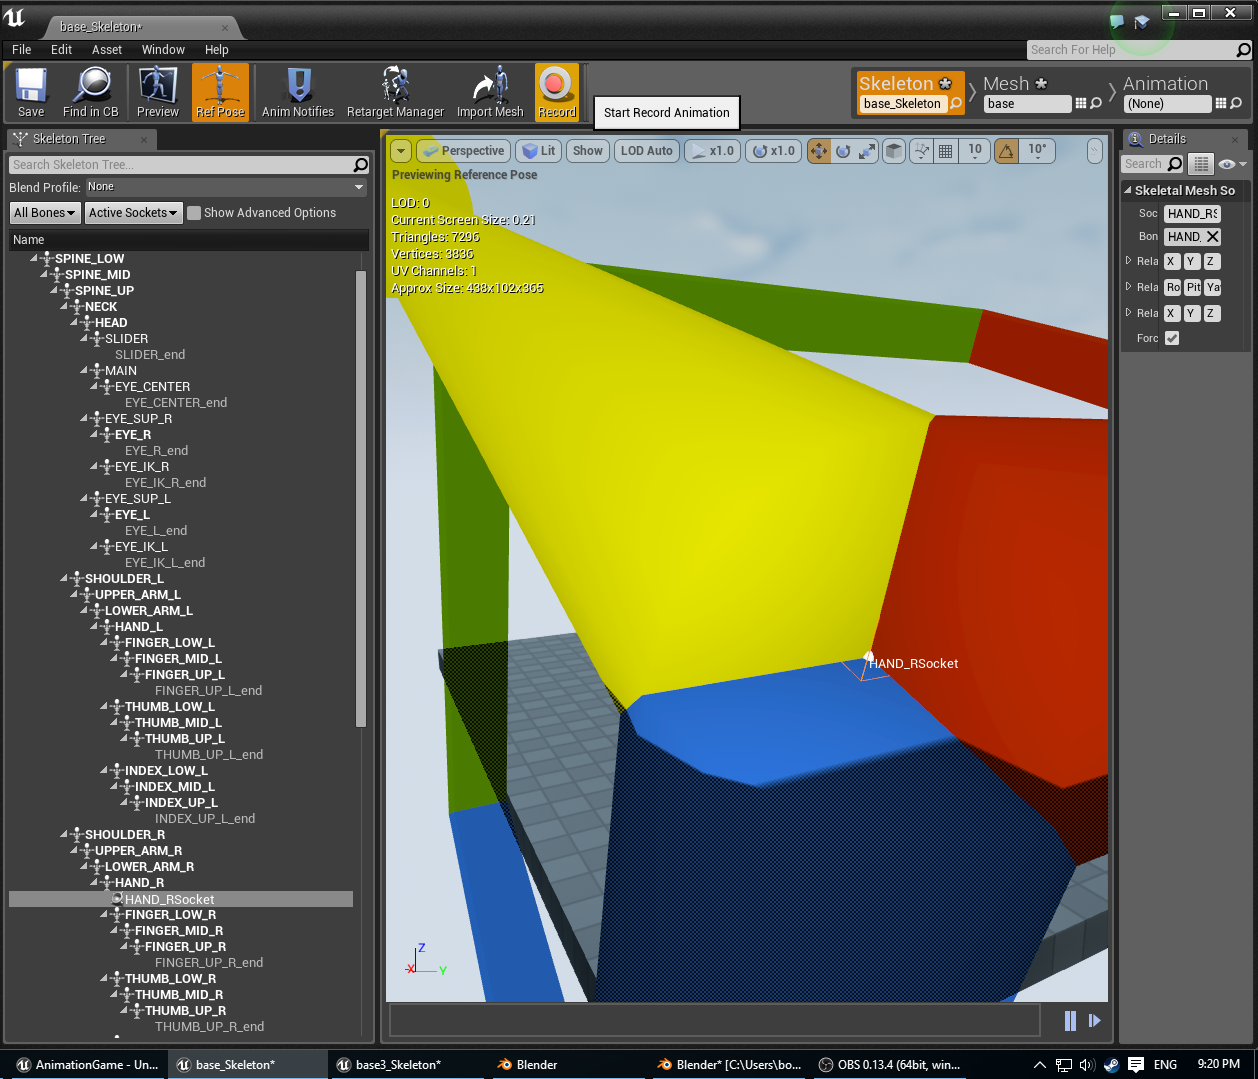 base_Skeleton*
File Edit Asset Window Help
Search For Help
Save
Find in CB
Preview
Ref Pose
Anim Notifies
Retarget Manager
Import Mesh
Record
Start Record Animation
Skeleton
base_Skeleton
Mesh
base
Animation
(None)
Skeleton Tree
Search Skeleton Tree...
Blend Profile: None
All Bones
Active Sockets
Show Advanced Options
Name
SPINE_LOW
SPINE_MID
SPINE_UP
NECK
HEAD
SLIDER
SLIDER_end
MAIN
EYE_CENTER
EYE_CENTER_end
EYE_SUP_R
EYE_R
EYE_R_end
EYE_IK_R
EYE_IK_R_end
EYE_SUP_L
EYE_L
EYE_L_end
EYE_IK_L
EYE_IK_L_end
SHOULDER_L
UPPER_ARM_L
LOWER_ARM_L
HAND_L
FINGER_LOW_L
FINGER_MID_L
FINGER_UP_L
FINGER_UP_L_end
THUMB_LOW_L
THUMB_MID_L
THUMB_UP_L
THUMB_UP_L_end
INDEX_LOW_L
INDEX_MID_L
INDEX_UP_L
INDEX_UP_L_end
SHOULDER_R
UPPER_ARM_R
LOWER_ARM_R
HAND_R
HAND_RSocket
FINGER_LOW_R
FINGER_MID_R
FINGER_UP_R
FINGER_UP_R_end
THUMB_LOW_R
THUMB_MID_R
THUMB_UP_R
THUMB_UP_R_end
Perspective
Lit
Show
LOD Auto
x1.0
x1.0
10
10°
Previewing Reference Pose
LOD: 0
Current Screen Size: 0.21
Triangles: 7296
Vertices: 3836
UV Channels: 1
Approx Size: 438x102x365
HAND_RSocket
Z
X
Y
Details
Search
Skeletal Mesh So
Soc HAND_RS
Bon HAND_
Rela X Y Z
Rela Ro Pit Ya
Rela X Y Z
Forc
AnimationGame - Un...
base_Skeleton*
base3_Skeleton*
Blender
Blender* [C:\Users\bo...
OBS 0.13.4 (64bit, win...
ENG
9:20 PM